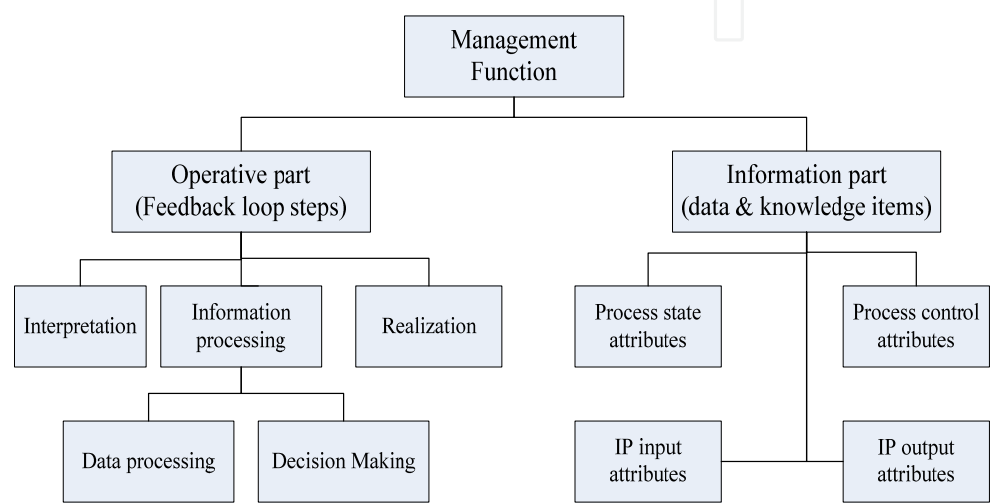 Management
Function
Operative part
(Feedback loop steps)
Information part
(data & knowledge items)
Interpretation
Information
processing
Realization
Process state
attributes
Process control
attributes
Data processing
Decision Making
IP input
attributes
IP output
attributes